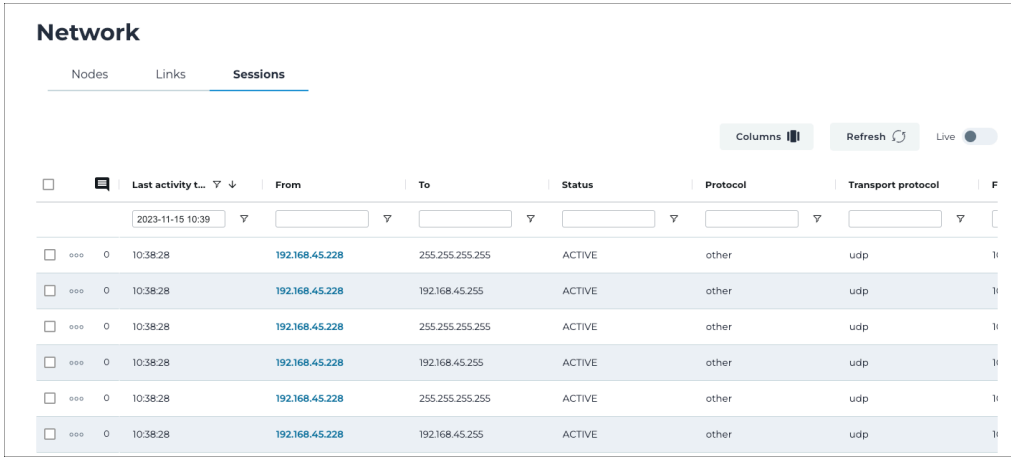 Network
Nodes Links Sessions
Columns Refresh Live
Last activity t... From To Status Protocol Transport protocol F
2023-11-15 10:39
0 10:38:28 192.168.45.228 255.255.255.255 ACTIVE other udp
0 10:38:28 192.168.45.228 192.168.45.255 ACTIVE other udp
0 10:38:28 192.168.45.228 255.255.255.255 ACTIVE other udp
0 10:38:28 192.168.45.228 192.168.45.255 ACTIVE other udp
0 10:38:28 192.168.45.228 255.255.255.255 ACTIVE other udp
0 10:38:28 192.168.45.228 192.168.45.255 ACTIVE other udp